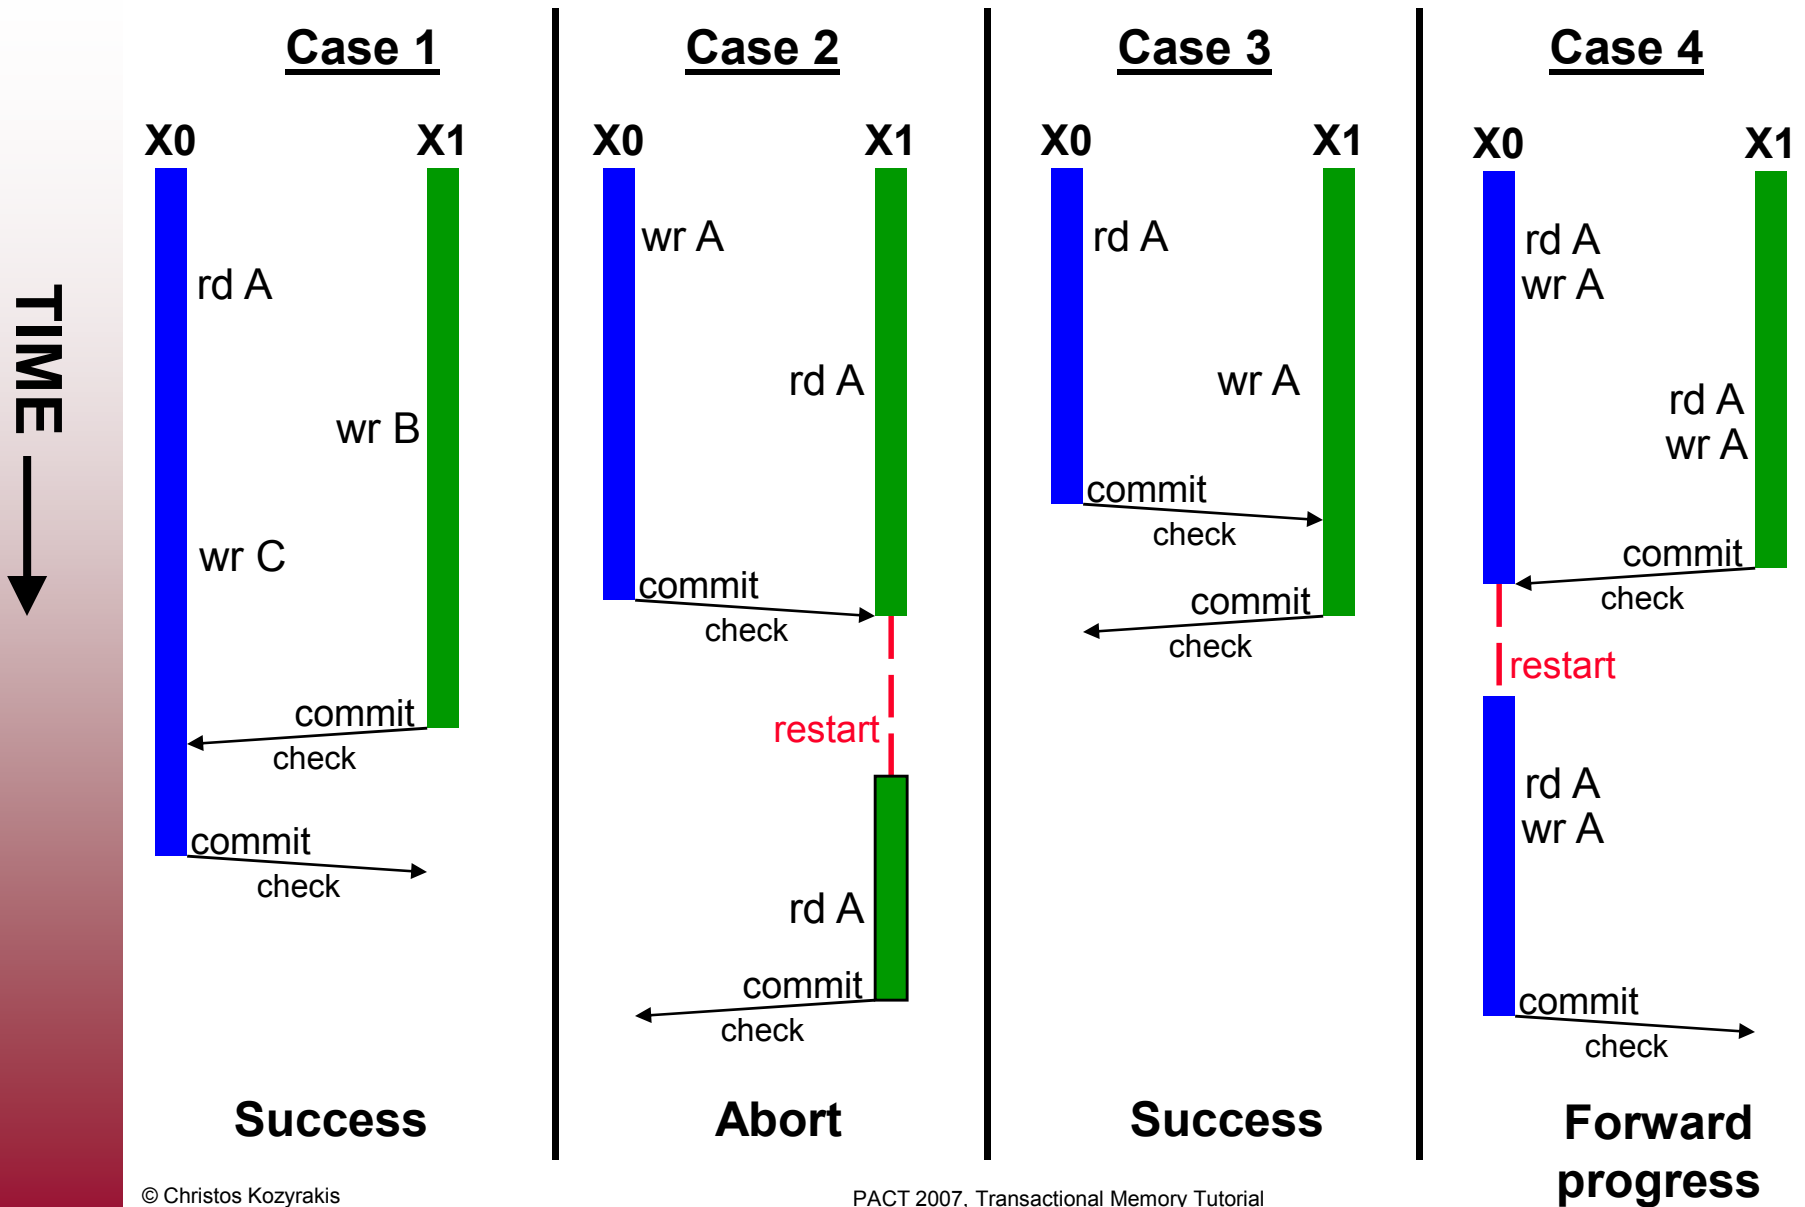 TIME
Case 1
X0
X1
rd A
wr B
wr C
commit
check
commit
check
Success
Case 2
X0
X1
wr A
rd A
commit
check
restart
rd A
commit
check
Abort
Case 3
X0
X1
rd A
wr A
commit
check
commit
check
Success
Case 4
X0
X1
rd A
wr A
rd A
wr A
commit
check
restart
rd A
wr A
commit
check
Forward
progress
© Christos Kozyrakis
PACT 2007, Transactional Memory Tutorial